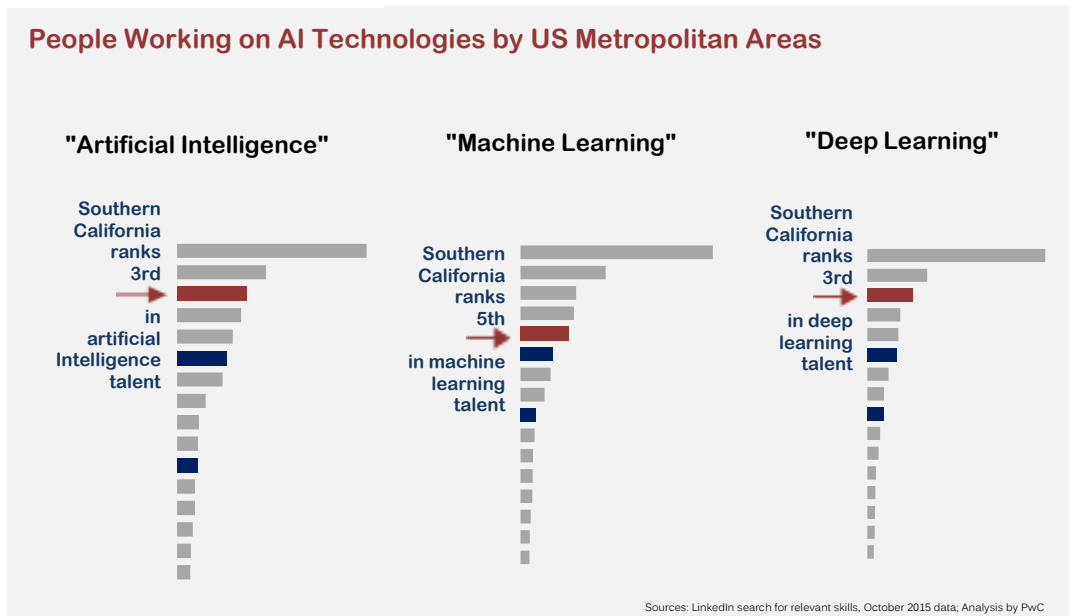 People Working on AI Technologies by US Metropolitan Areas
"Artificial Intelligence"
Southern
California
ranks
3rd
in
artificial
Intelligence
talent
"Machine Learning"
Southern
California
ranks
5th
in machine
learning
talent
"Deep Learning"
Southern
California
ranks
3rd
in deep
learning
talent
Sources: LinkedIn search for relevant skills, October 2015 data; Analysis by PwC